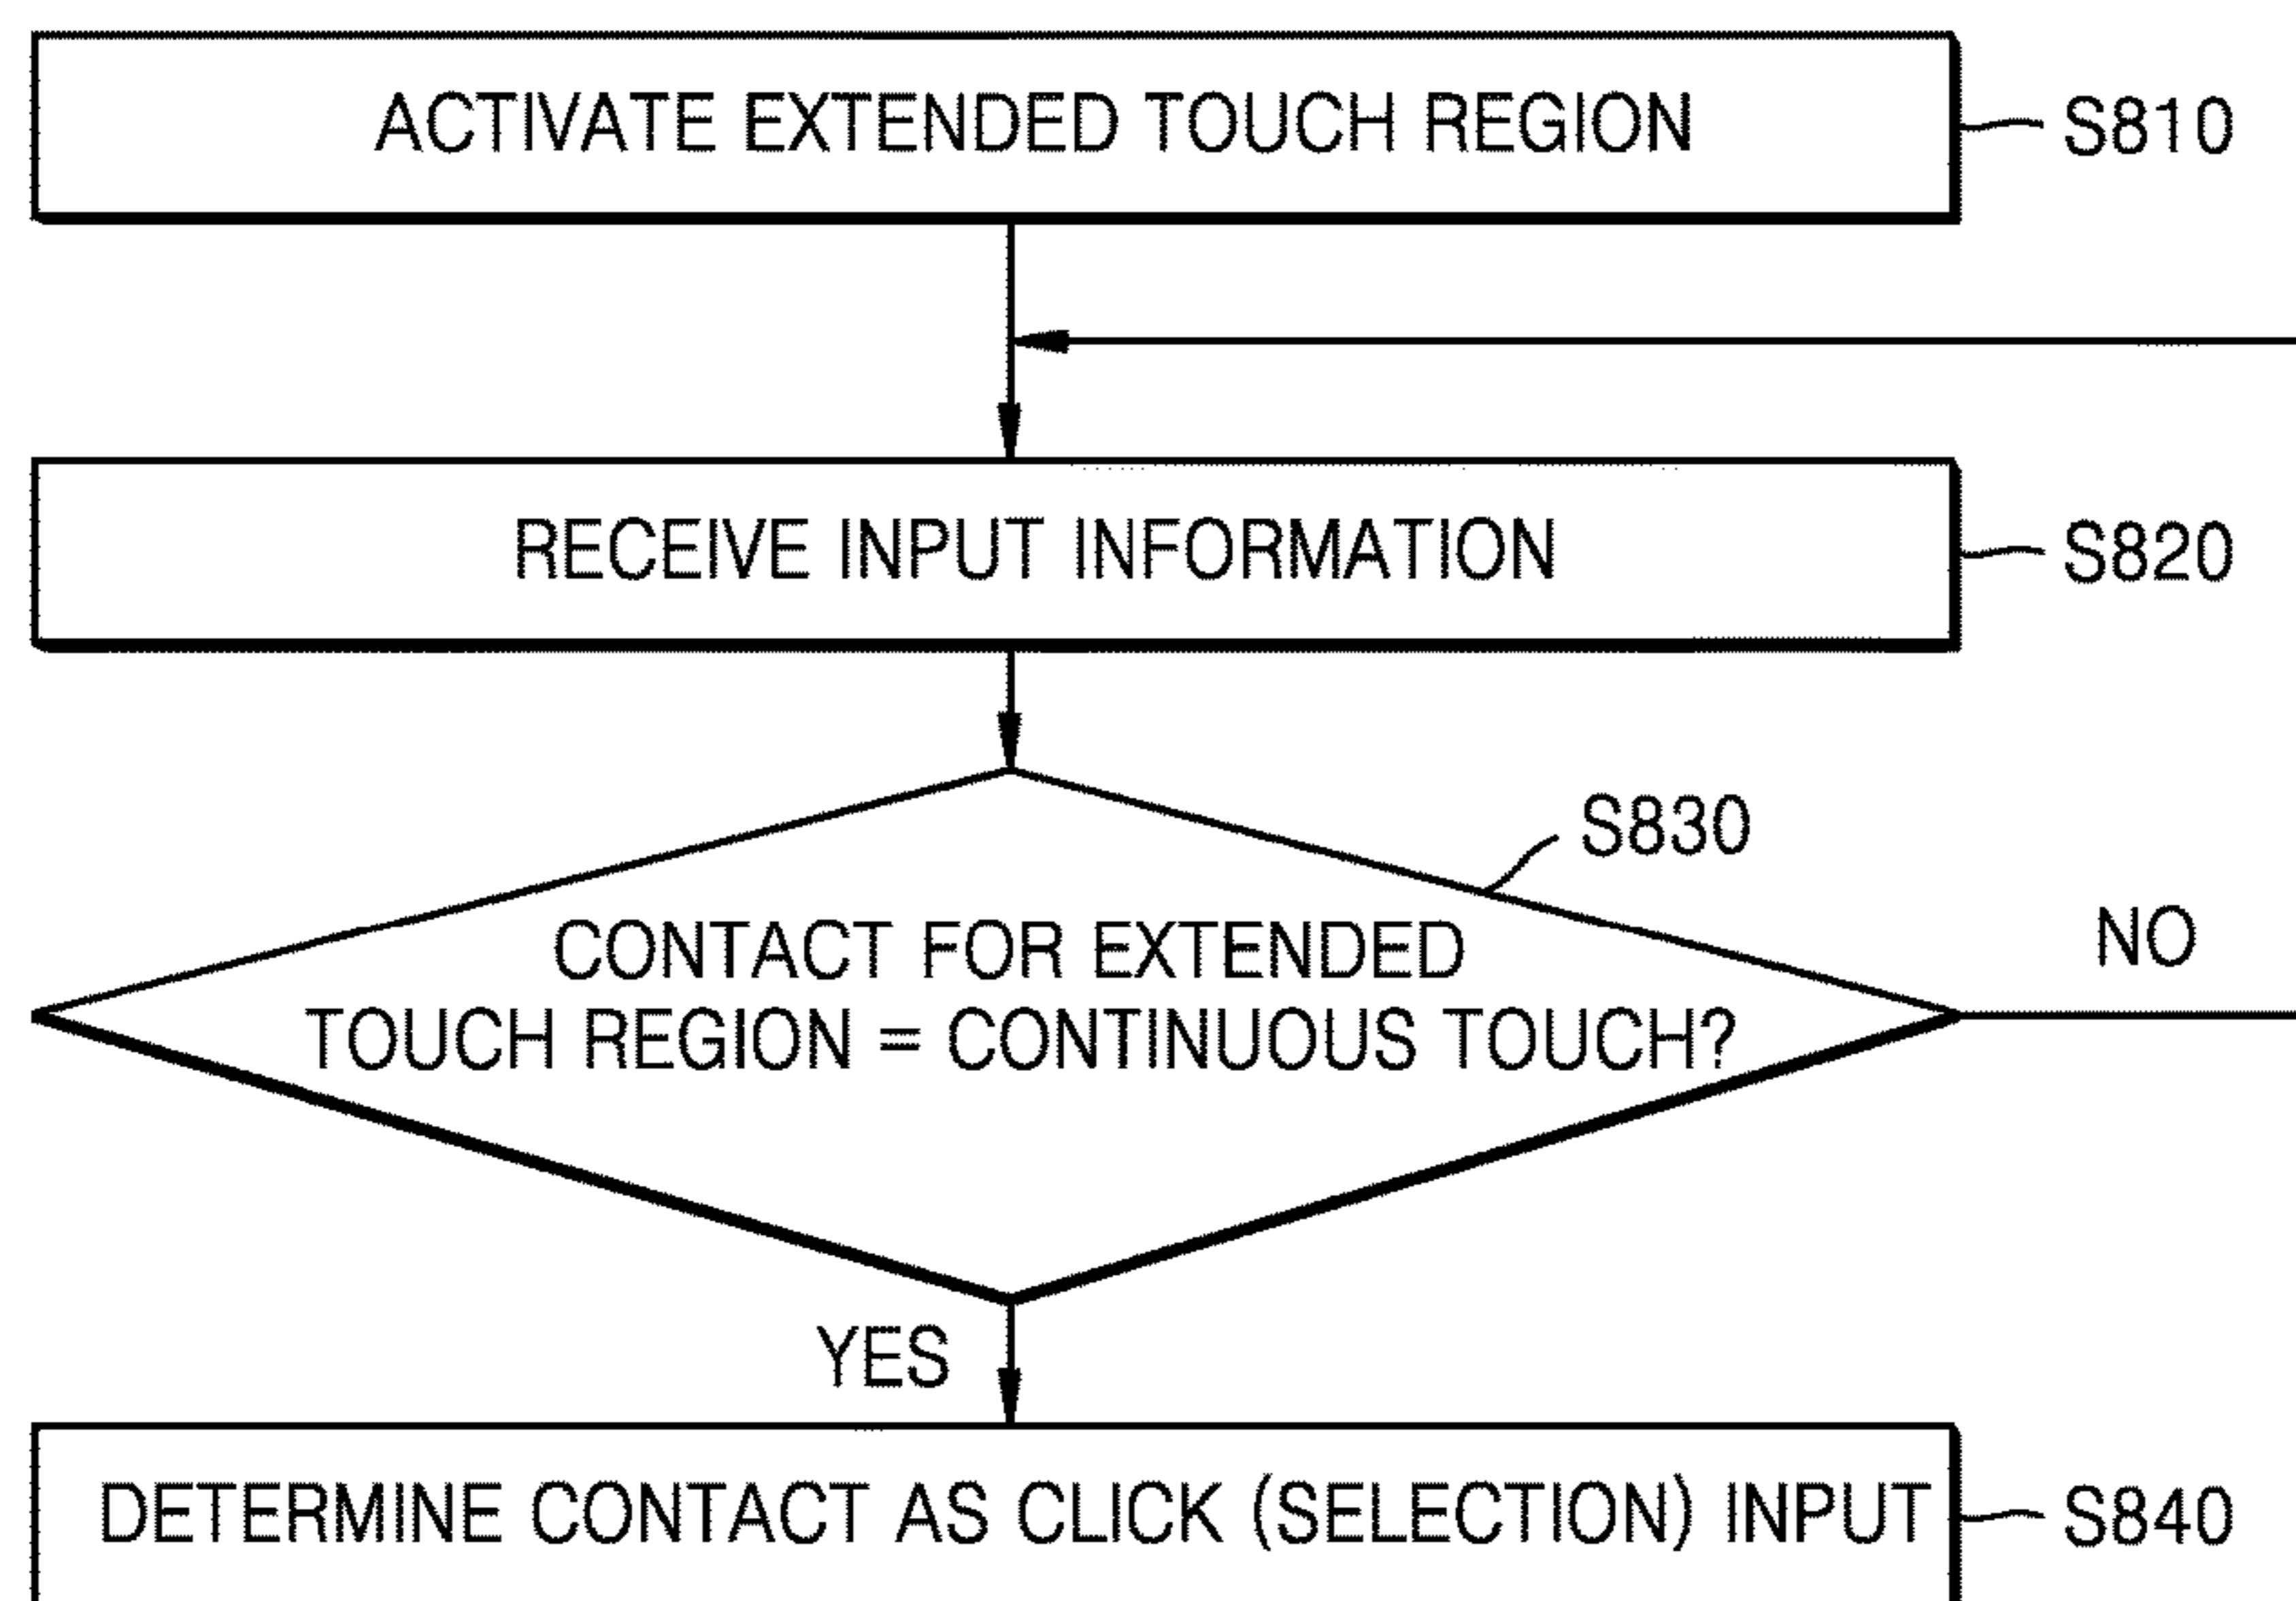 ACTIVATE EXTENDED TOUCH REGION
S810
RECEIVE INPUT INFORMATION
S820
S830
CONTACT FOR EXTENDED
TOUCH REGION = CONTINUOUS TOUCH?
NO
YES
DETERMINE CONTACT AS CLICK (SELECTION) INPUT
S840